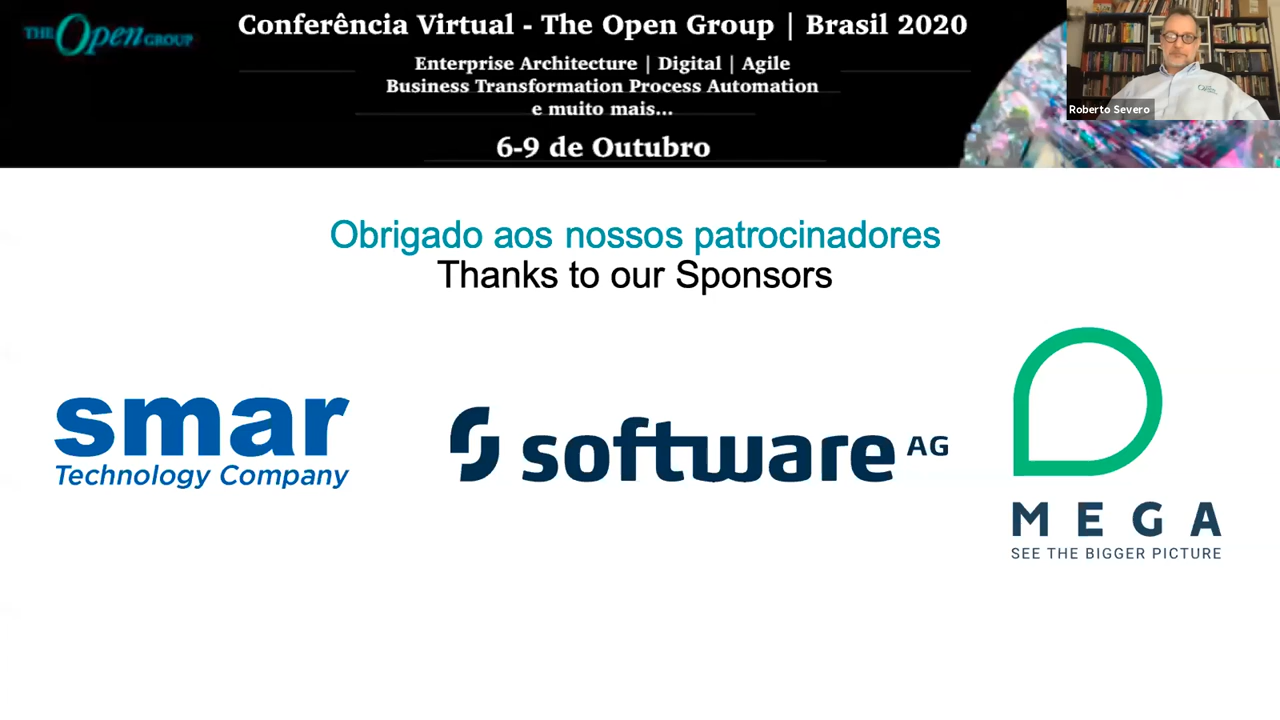 THE Open GROUP
Conferência Virtual - The Open Group | Brasil 2020
Enterprise Architecture | Digital | Agile
Business Transformation Process Automation
e muito mais...
6-9 de Outubro
Roberto Severo
Obrigado aos nossos patrocinadores
Thanks to our Sponsors
smar
Technology Company
software AG
MEGA
SEE THE BIGGER PICTURE